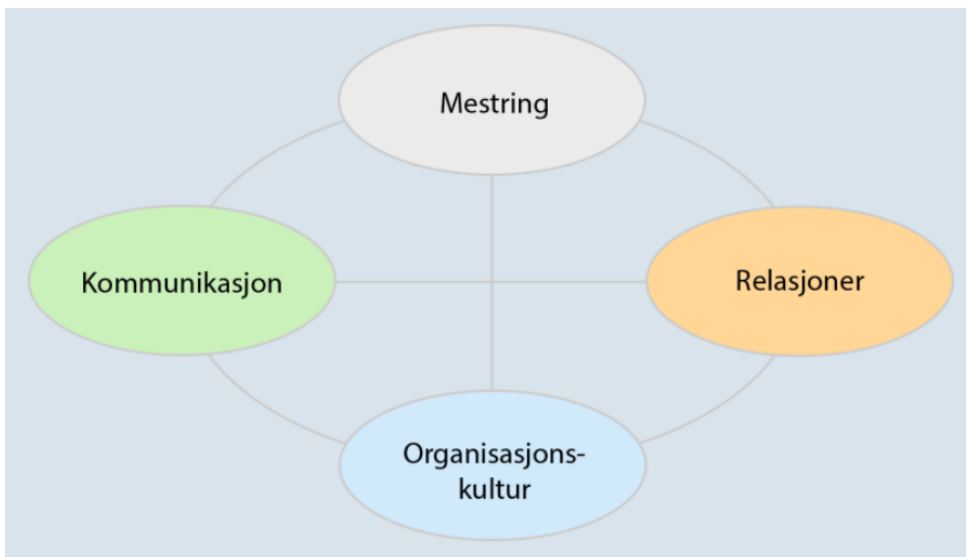 Mestring
Kommunikasjon
Relasjoner
Organisasjons-
kultur